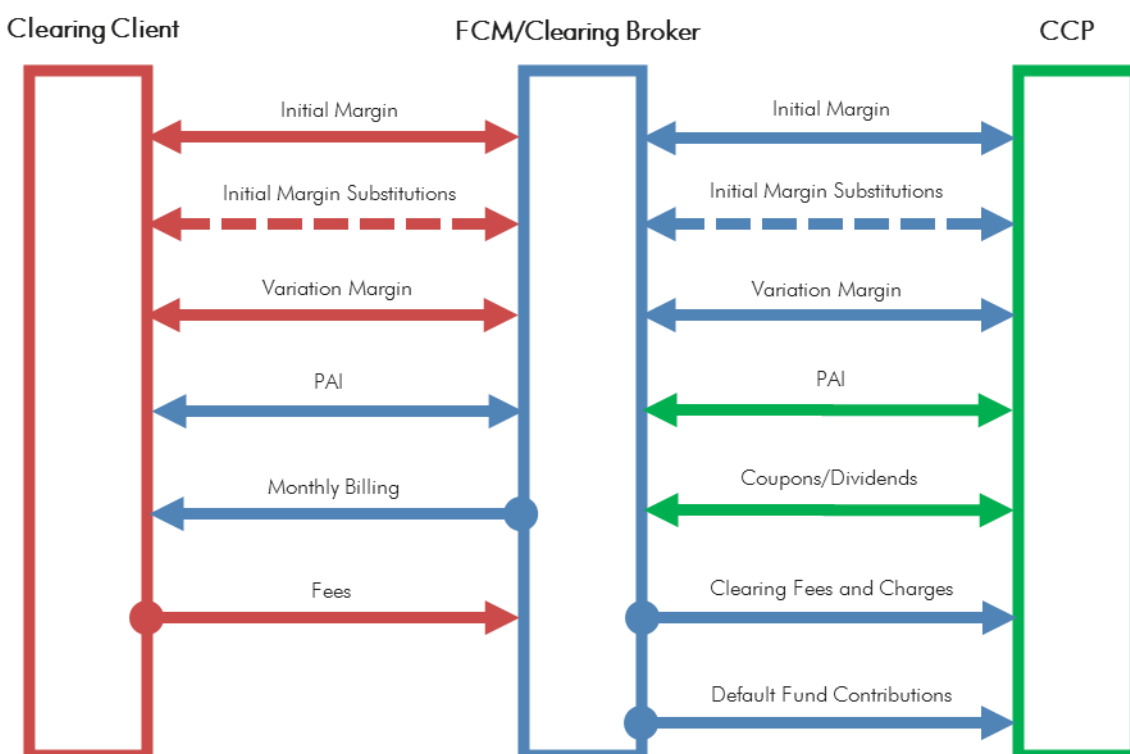 Clearing Client
FCM/Clearing Broker
CCP
Initial Margin
Initial Margin
Initial Margin Substitutions
Initial Margin Substitutions
Variation Margin
Variation Margin
PAI
PAI
Monthly Billing
Coupons/Dividends
Fees
Clearing Fees and Charges
Default Fund Contributions